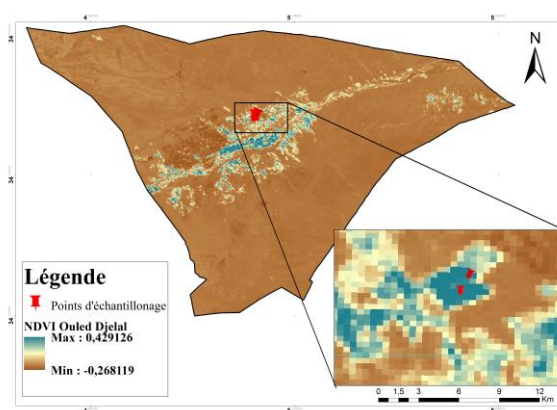 4
5
5
34
34
34
N
Légende
Points d'échantillonage
NDVI Ouled Djelal
Max : 0,429126
Min : -0,268119
0 1,5 3 6 9 12
Km